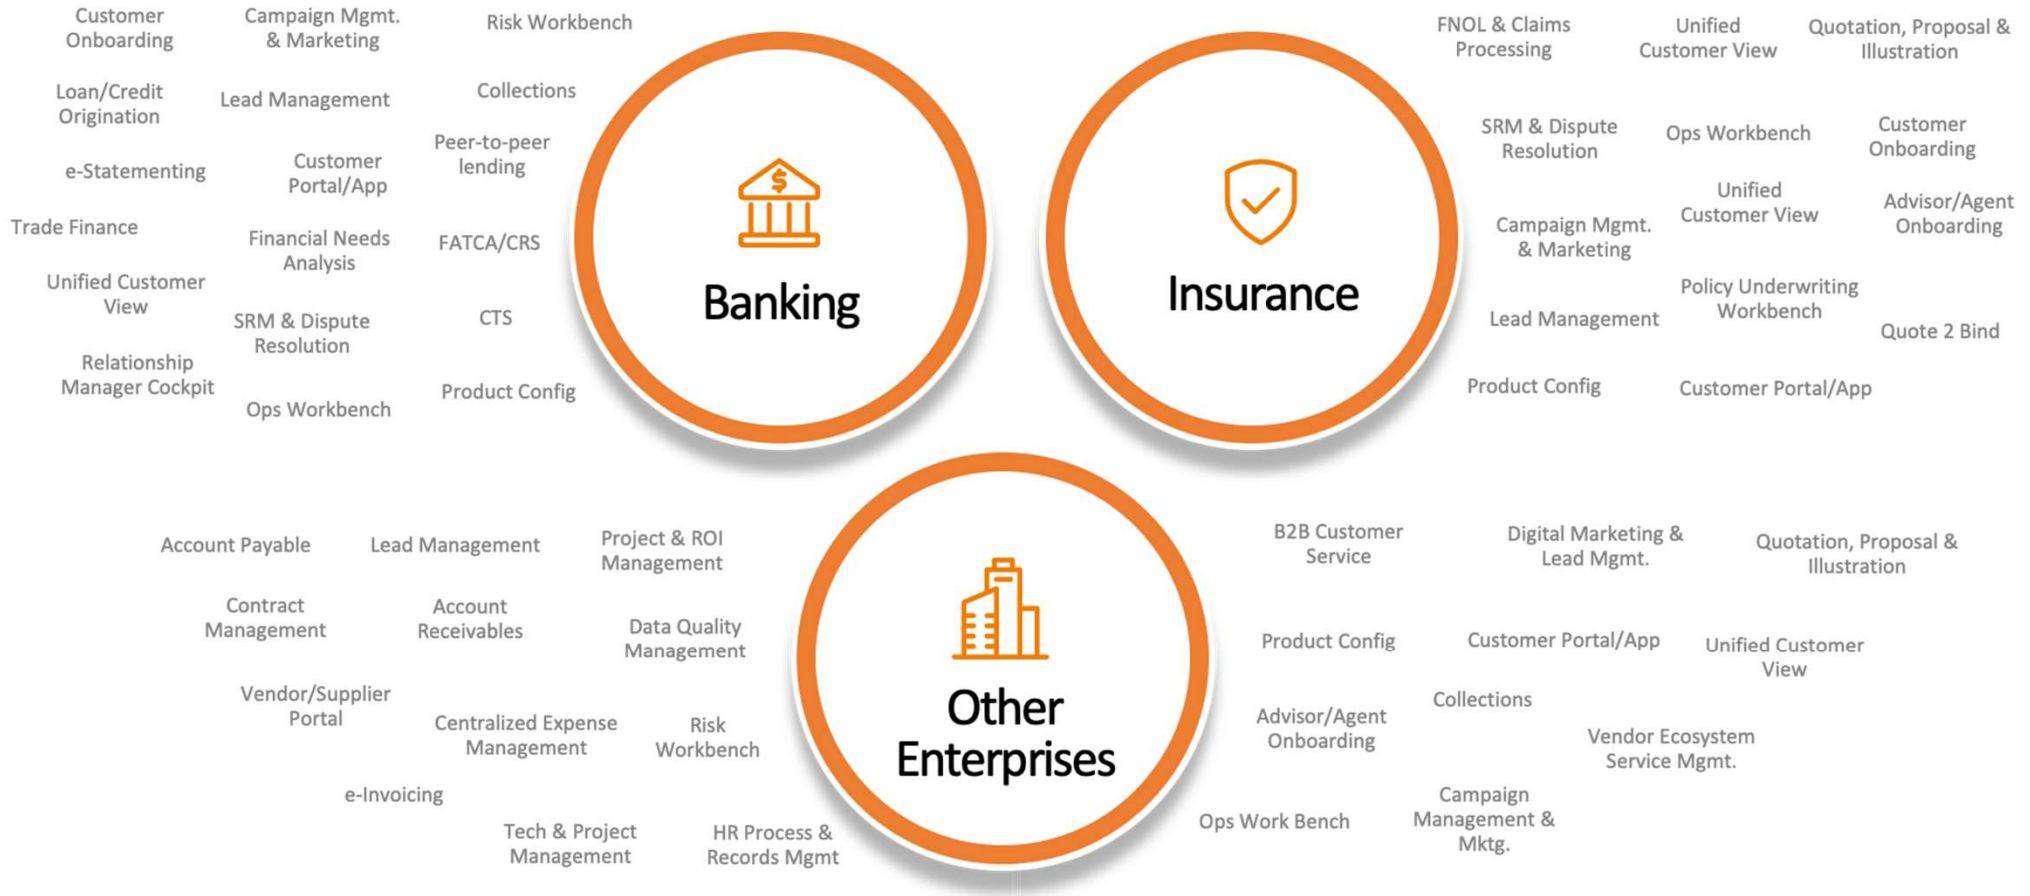 Customer
Onboarding
Campaign Mgmt.
& Marketing
Risk Workbench
Loan/Credit
Origination
Lead Management
Collections
e-Statementing
Customer
Portal/App
Peer-to-peer
lending
Trade Finance
Financial Needs
Analysis
FATCA/CRS
Unified Customer
View
SRM & Dispute
Resolution
CTS
Relationship
Manager Cockpit
Ops Workbench
Product Config
$
Banking
Insurance
FNOL & Claims
Processing
Unified
Customer View
Quotation, Proposal &
Illustration
SRM & Dispute
Resolution
Ops Workbench
Customer
Onboarding
Campaign Mgmt.
& Marketing
Unified
Customer View
Advisor/Agent
Onboarding
Lead Management
Policy Underwriting
Workbench
Quote 2 Bind
Product Config
Customer Portal/App
Account Payable
Lead Management
Project & ROI
Management
Contract
Management
Account
Receivables
Data Quality
Management
Vendor/Supplier
Portal
Centralized Expense
Management
Risk
Workbench
e-Invoicing
Tech & Project
Management
HR Process &
Records Mgmt
Other
Enterprises
B2B Customer
Service
Digital Marketing &
Lead Mgmt.
Quotation, Proposal &
Illustration
Product Config
Customer Portal/App
Unified Customer
View
Advisor/Agent
Onboarding
Collections
Vendor Ecosystem
Service Mgmt.
Ops Work Bench
Campaign
Management &
Mktg.